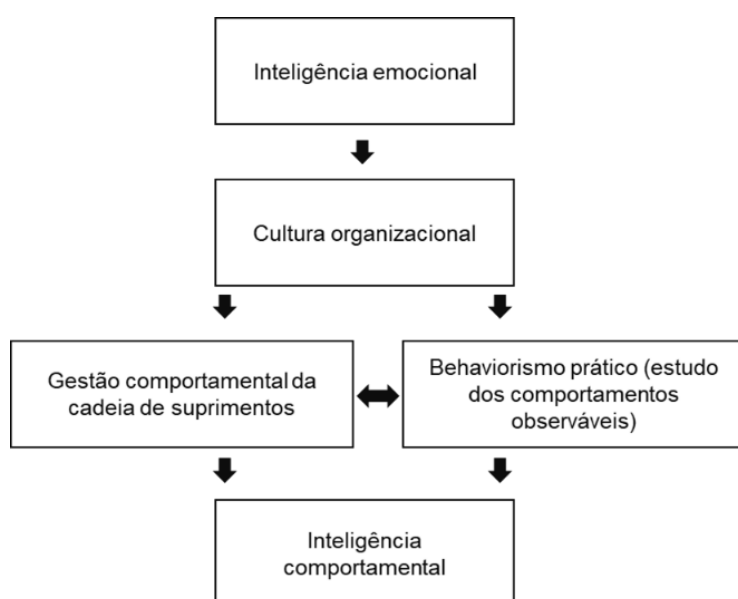 Inteligência emocional
Cultura organizacional
Gestão comportamental da
cadeia de suprimentos
Behaviorismo prático (estudo
dos comportamentos
observáveis)
Inteligência
comportamental